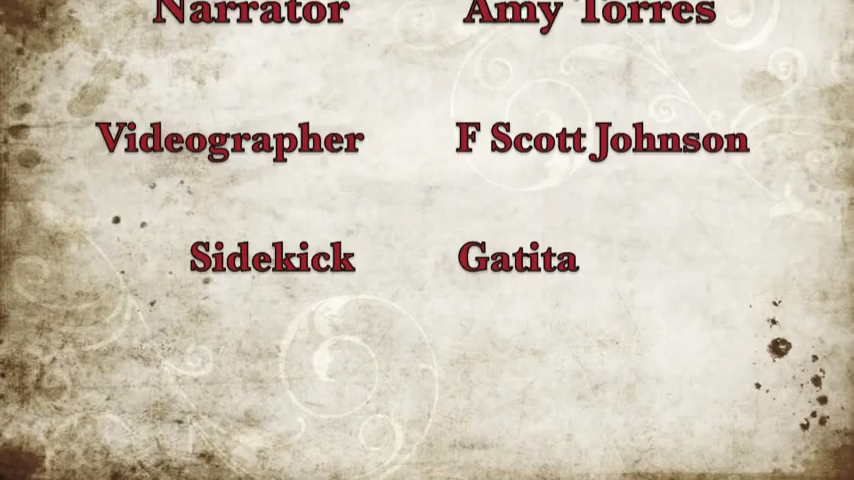 Narrator Amy Torres
Videographer F Scott Johnson
Sidekick Gatita